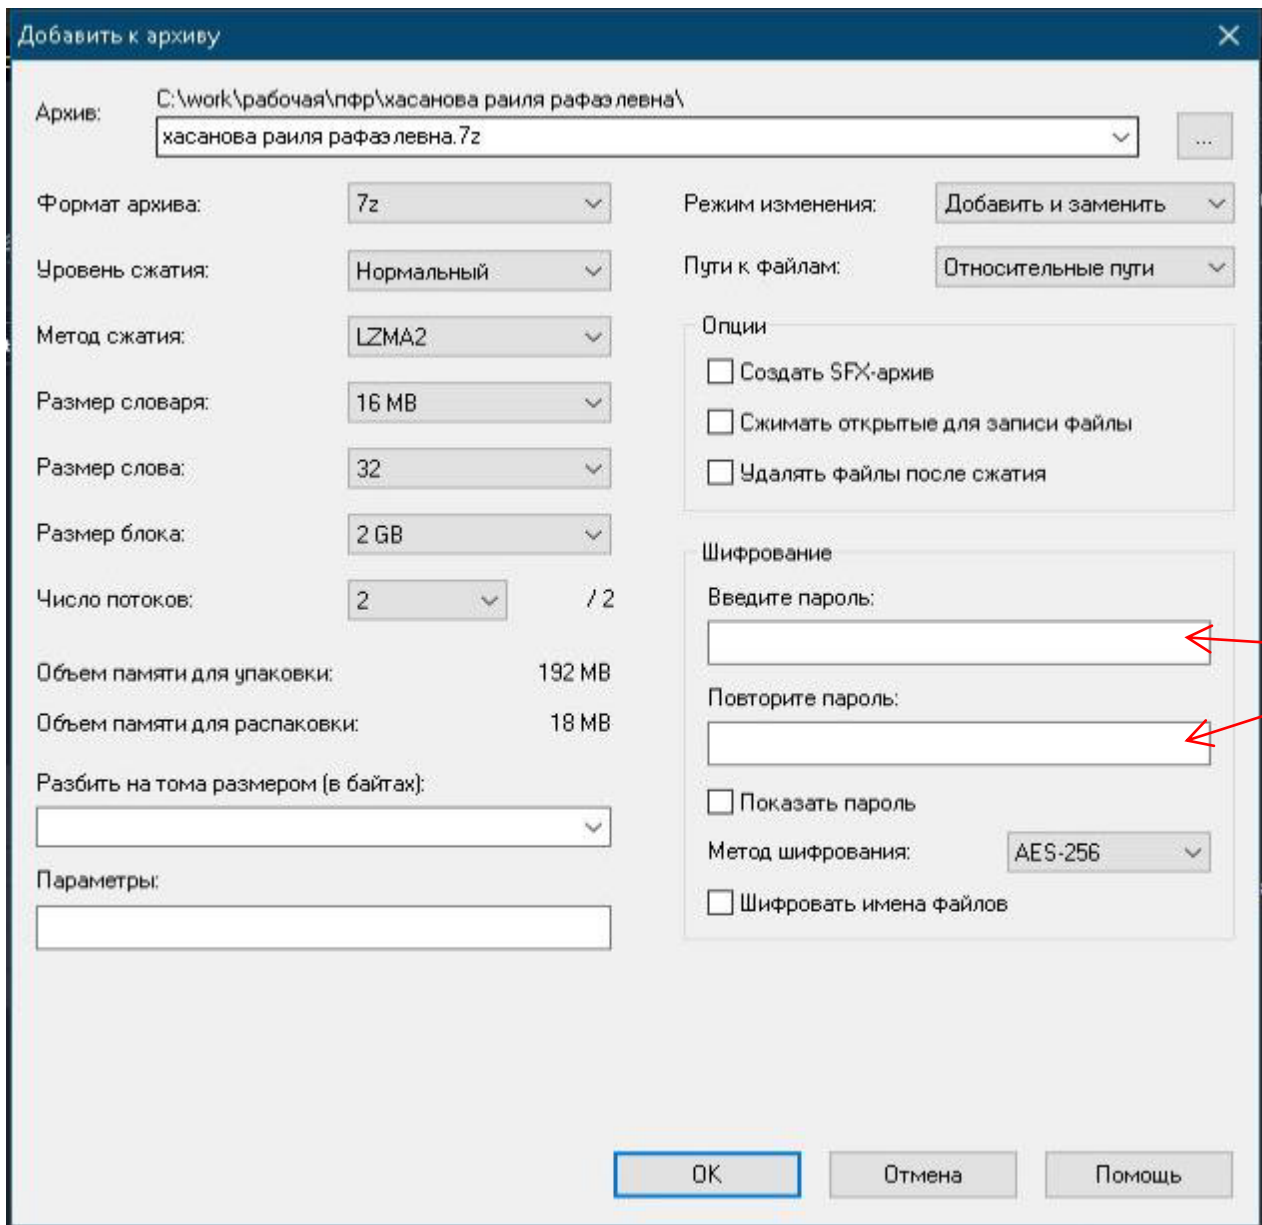 Добавить к архиву
Архив:
C:\work\рабочая\пфр\хасанова раиля рафаэлевна\
хасанова раиля рафаэлевна.7z
...
Формат архива:
7z
Уровень сжатия:
Нормальный
Метод сжатия:
LZMA2
Размер словаря:
16 MB
Размер слова:
32
Размер блока:
2 GB
Число потоков:
2
/ 2
Объем памяти для упаковки:
192 MB
Объем памяти для распаковки:
18 MB
Разбить на тома размером (в байтах):
Параметры:
Режим изменения:
Добавить и заменить
Пути к файлам:
Относительные пути
Опции
Создать SFX-архив
Сжимать открытые для записи файлы
Удалять файлы после сжатия
Шифрование
Введите пароль:
Повторите пароль:
Показать пароль
Метод шифрования:
AES-256
Шифровать имена файлов
OK
Отмена
Помощь